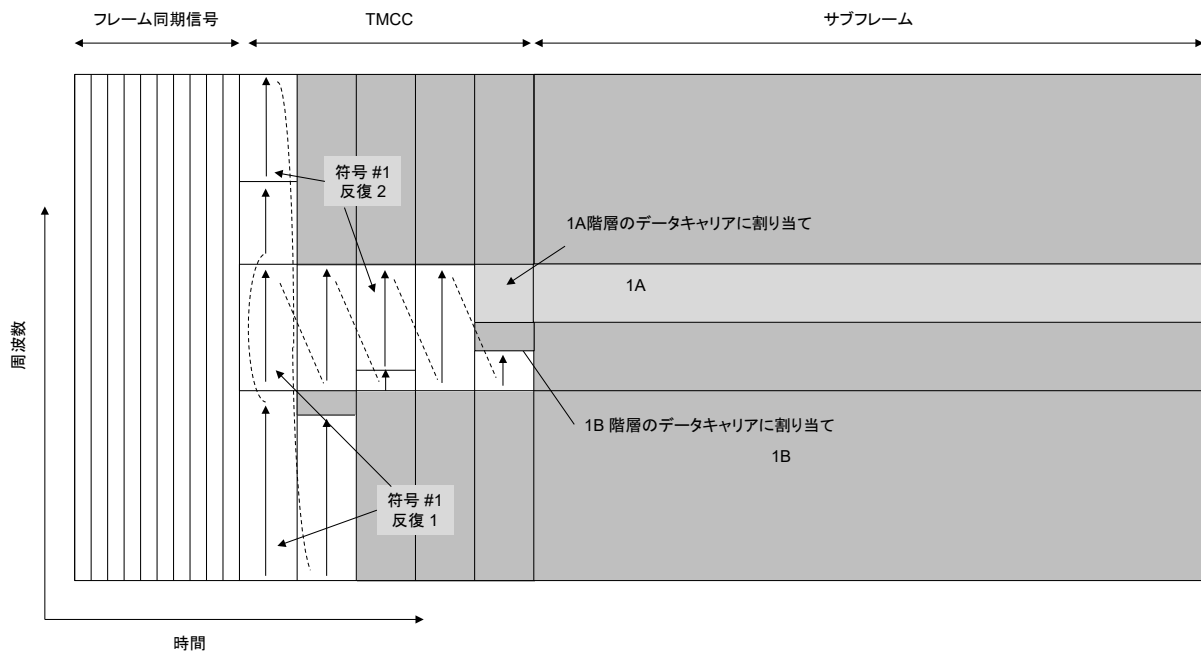 フレーム同期信号
TMCC
サブフレーム
符号 #1
反復 2
1A階層のデータキャリアに割り当て
1A
周波数
1B 階層のデータキャリアに割り当て
1B
符号 #1
反復 1
時間